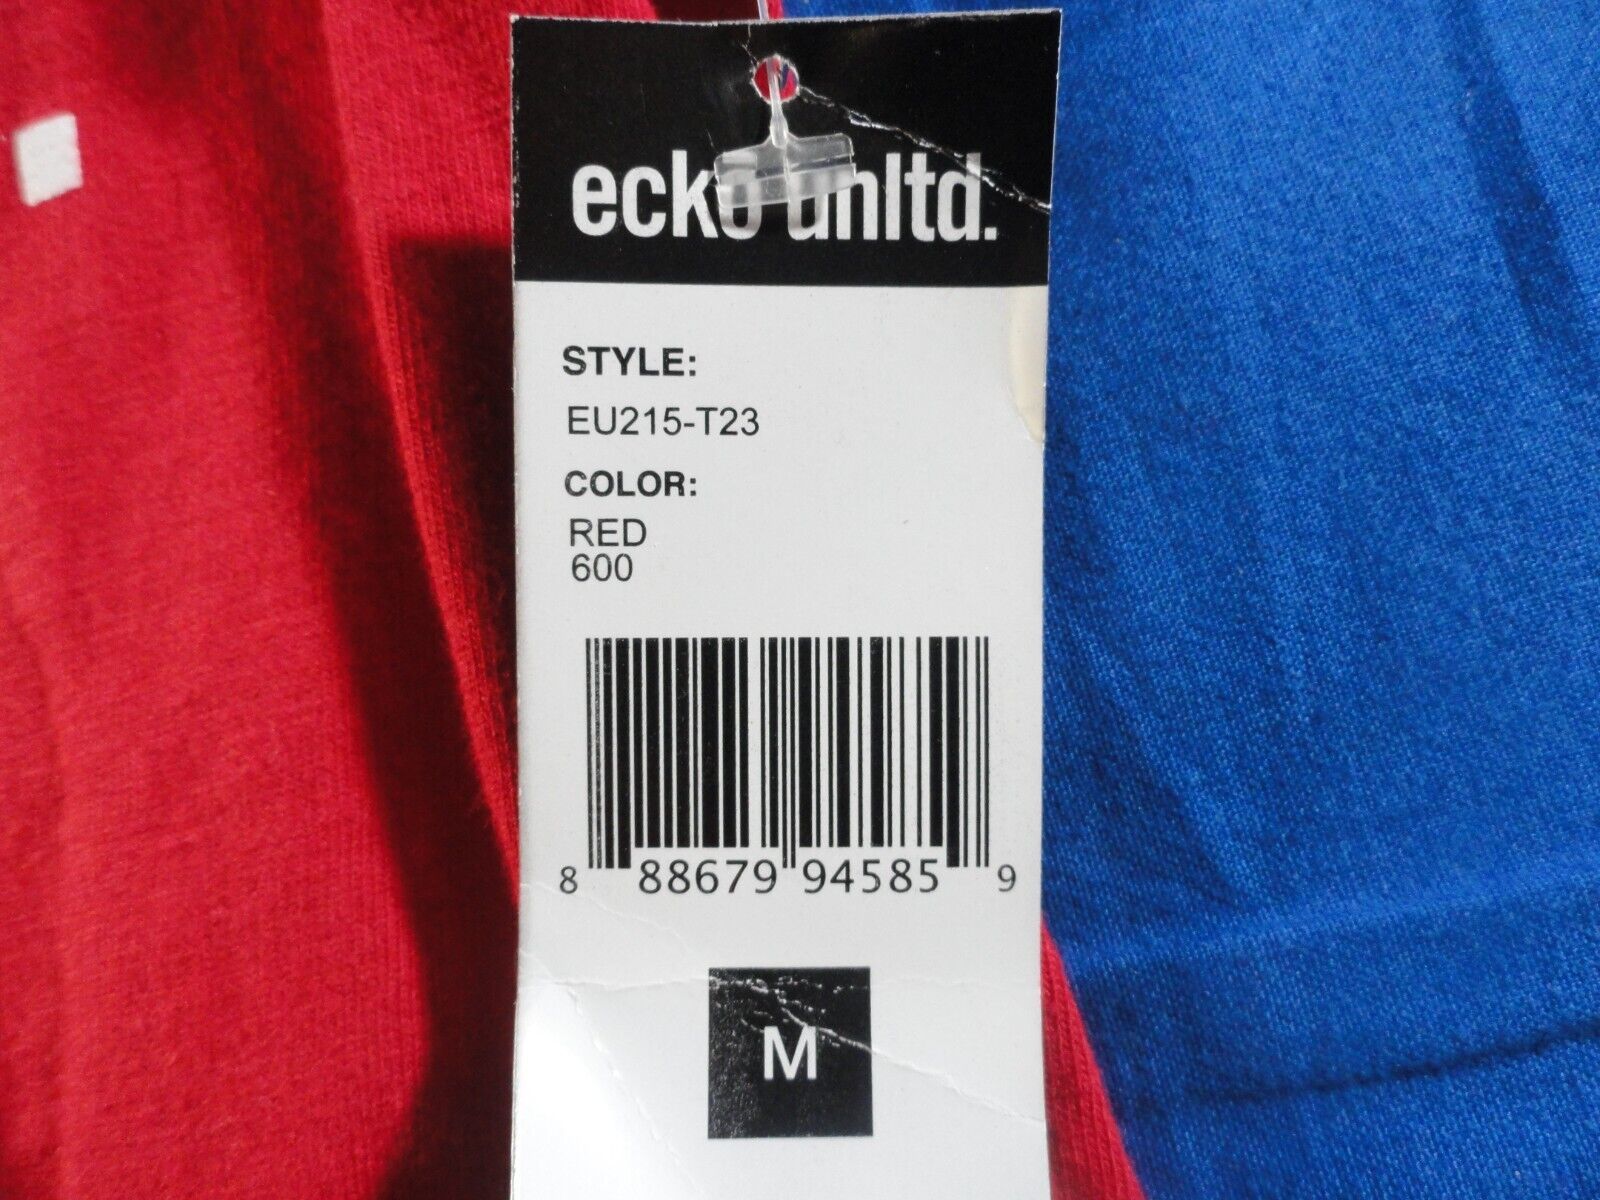 ecko unltd.
STYLE:
EU215-T23
COLOR:
RED
600
8 88679 94585 9
M